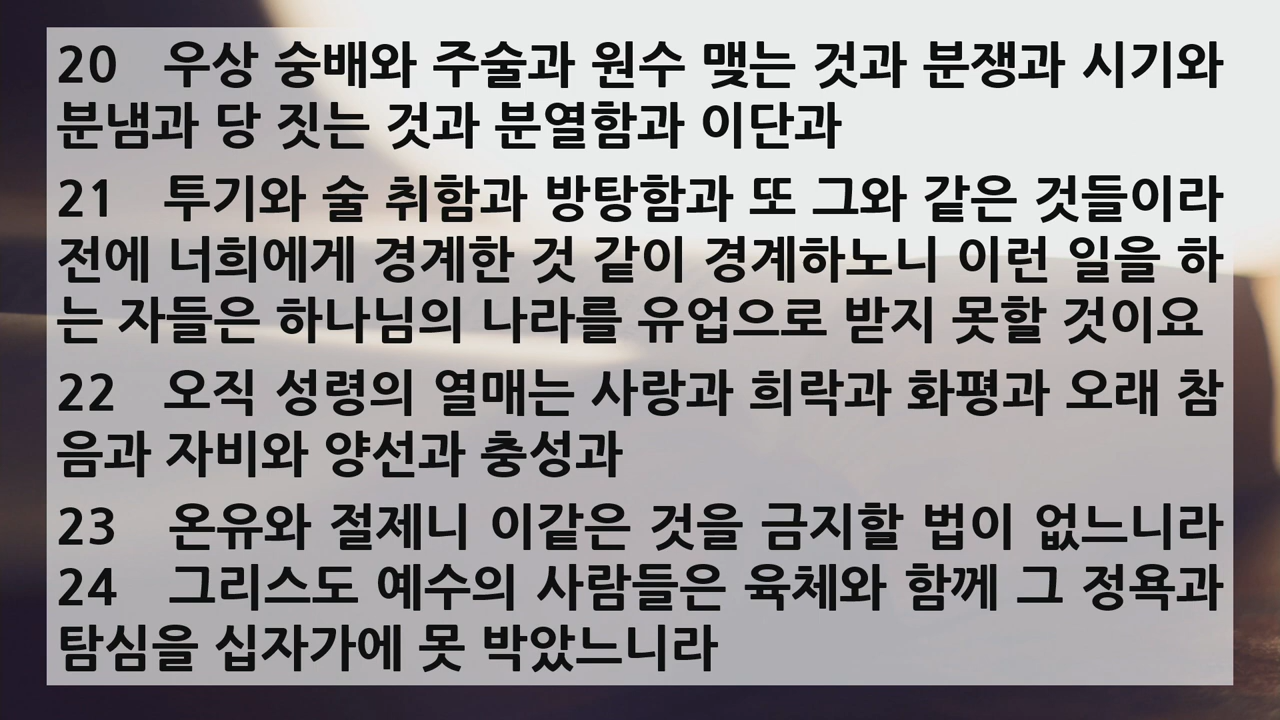 20 우상 숭배와 주술과 원수 맺는 것과 분쟁과 시기와
분냄과 당 짓는 것과 분열함과 이단과
21 투기와 술 취함과 방탕함과 또 그와 같은 것들이라
전에 너희에게 경계한 것 같이 경계하노니 이런 일을 하
는 자들은 하나님의 나라를 유업으로 받지 못할 것이요
22 오직 성령의 열매는 사랑과 희락과 화평과 오래 참
음과 자비와 양선과 충성과
23 온유와 절제니 이같은 것을 금지할 법이 없느니라
24 그리스도 예수의 사람들은 육체와 함께 그 정욕과
탐심을 십자가에 못 박았느니라